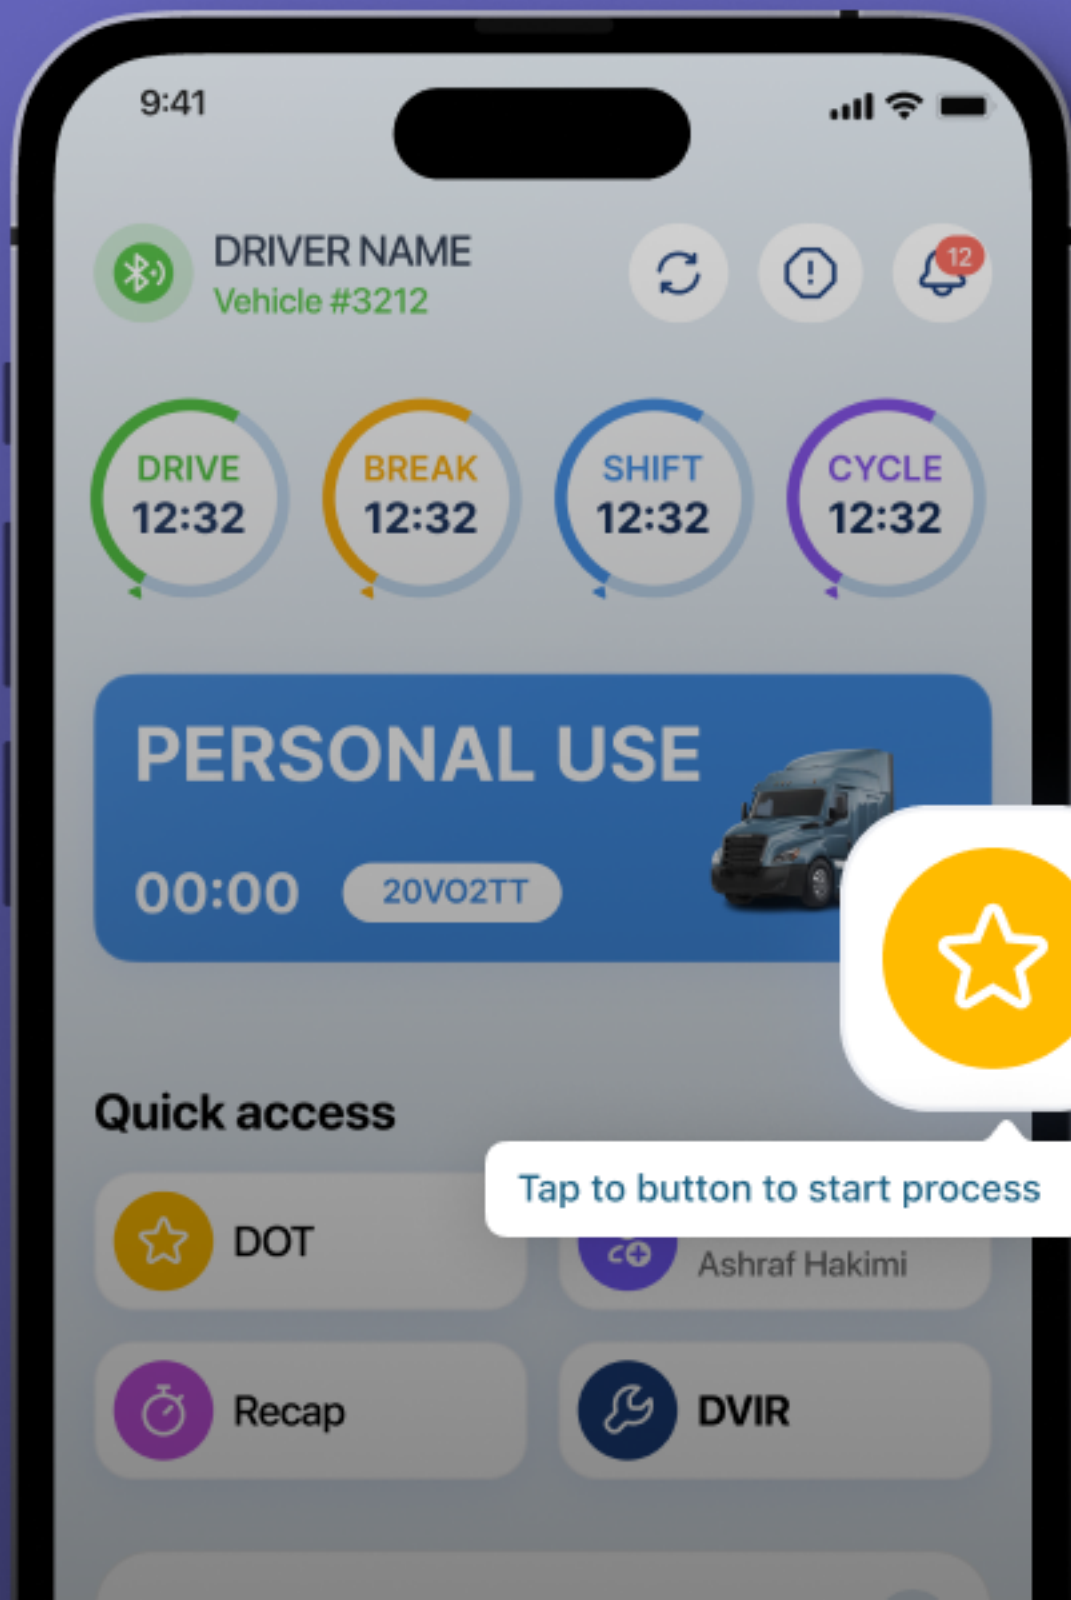 9:41
DRIVER NAME
Vehicle #3212
12
DRIVE
12:32
BREAK
12:32
SHIFT
12:32
CYCLE
12:32
PERSONAL USE
00:00
20VO2TT
Quick access
Tap to button to start process
DOT
Ashraf Hakimi
Recap
DVIR